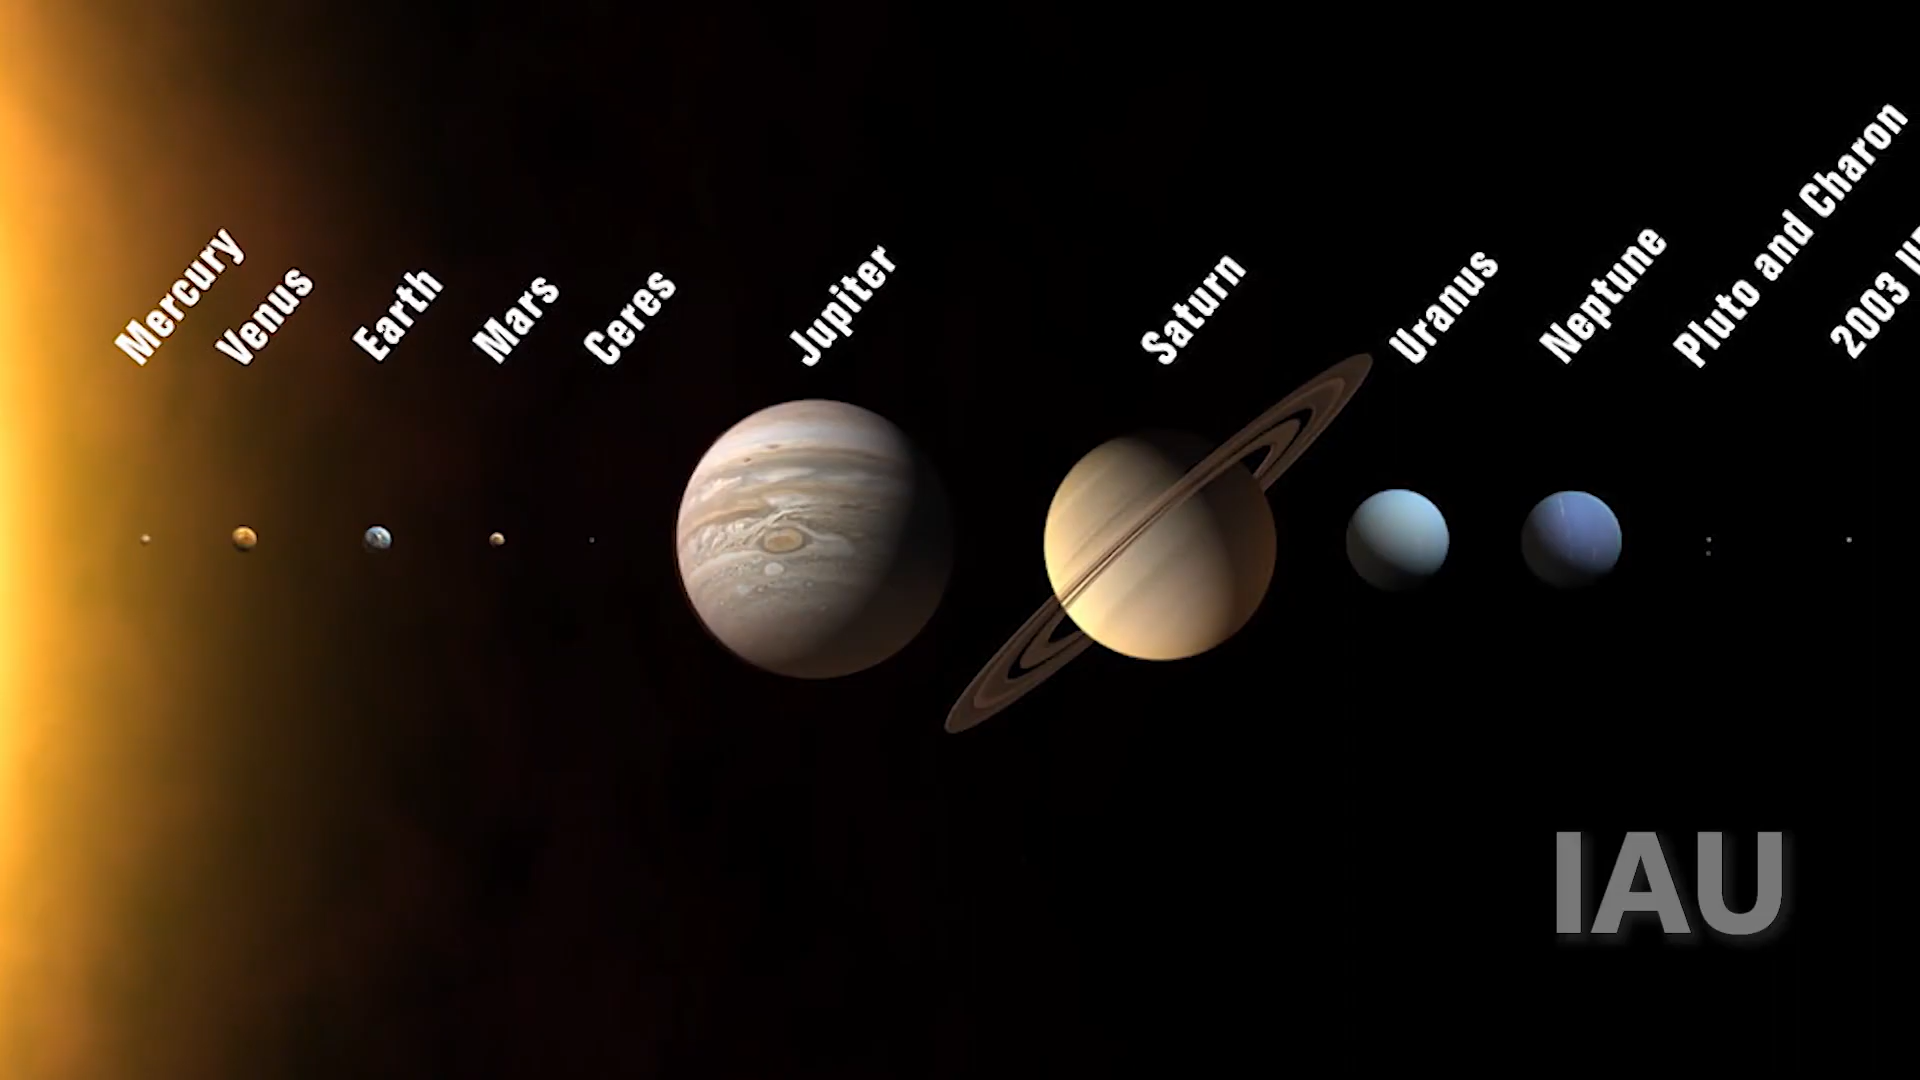 Mercury
Venus
Earth
Mars
Ceres
Jupiter
Saturn
Uranus
Neptune
Pluto and Charon
2003
IAU